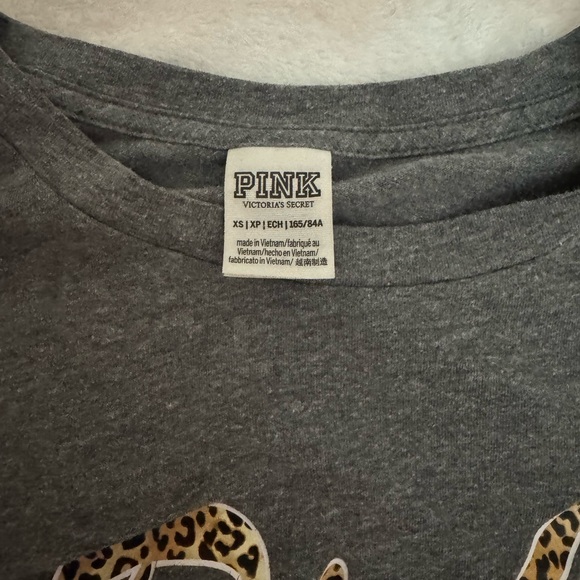 PINK
VICTORIA'S SECRET
XS | XP | ECH | 165/84A
made in Vietnam/fabriqué au
Vietnam/hecho en Vietnam/
fabbricato in Vietnam/ 越南制造